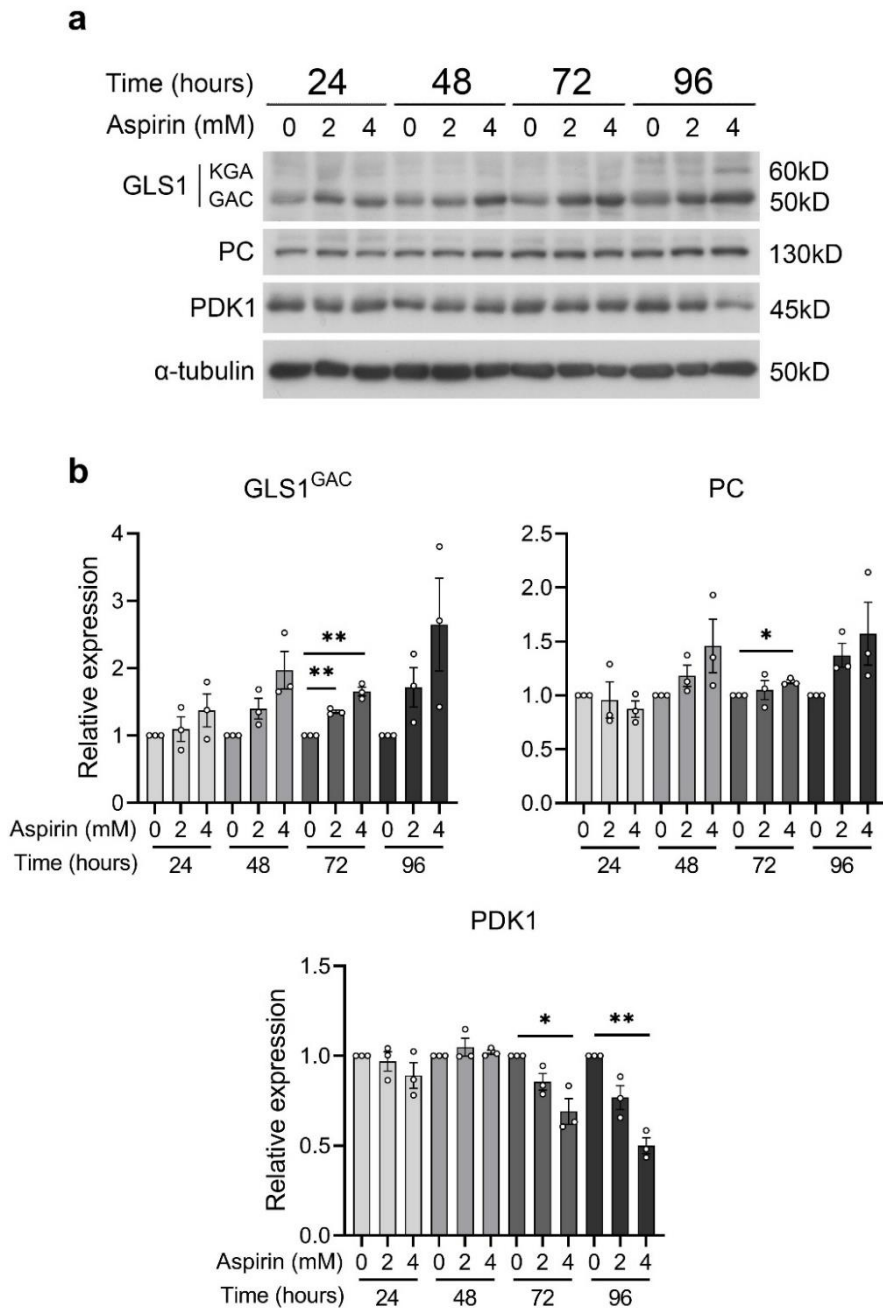 a
Time (hours) 24 48 72 96
Aspirin (mM) 0 2 4 0 2 4 0 2 4 0 2 4
GLS1 KGA 60kD
GAC 50kD
PC 130kD
PDK1 45kD
α-tubulin 50kD
b
GLS1GAC
Relative expression
4
3
2
1
0
** 
**
Aspirin (mM) 0 2 4 0 2 4 0 2 4 0 2 4
Time (hours) 24 48 72 96
PC
2.5
2.0
1.5
1.0
0.5
0.0
*
0 2 4 0 2 4 0 2 4 0 2 4
24 48 72 96
PDK1
Relative expression
1.5
1.0
0.5
0.0
* **
Aspirin (mM) 0 2 4 0 2 4 0 2 4 0 2 4
Time (hours) 24 48 72 96